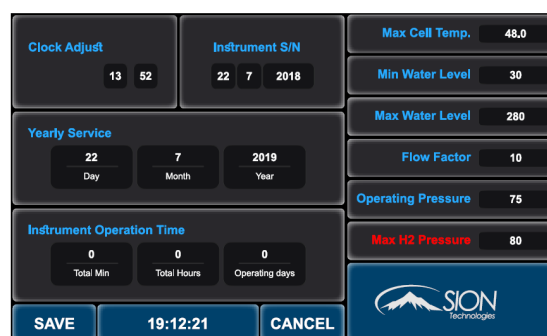 Clock Adjust
13 52
Instrument S/N
22 7 2018
Yearly Service
22 7 2019
Day Month Year
Instrument Operation Time
0 0 0
Total Min Total Hours Operating days
SAVE 19:12:21 CANCEL
Max Cell Temp. 48.0
Min Water Level 30
Max Water Level 280
Flow Factor 10
Operating Pressure 75
Max H2 Pressure 80
SION
Technologies